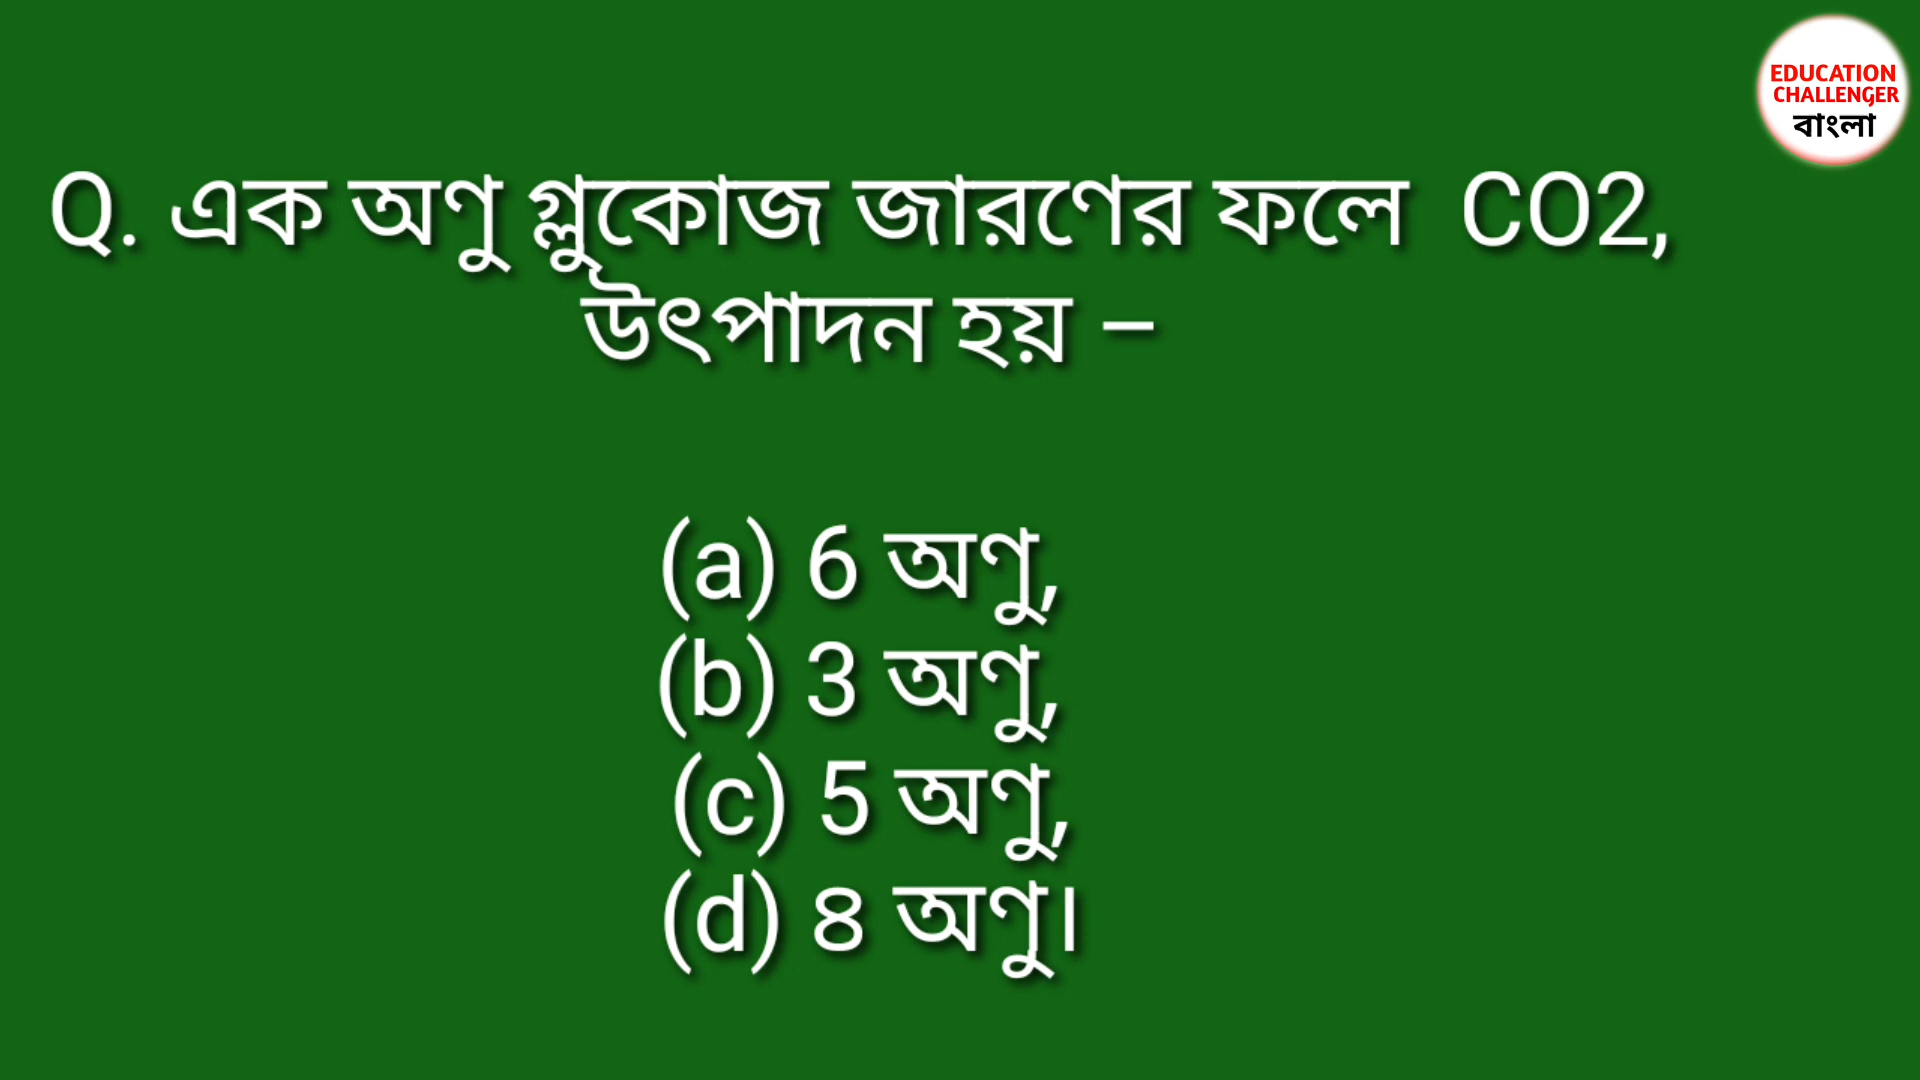 EDUCATION
CHALLENGER
বাংলা
Q. এক অণু গ্লুকোজ জারণের ফলে CO2,
উৎপাদন হয় –
(a) 6 অণু,
(b) 3 অণু,
(c) 5 অণু,
(d) ৪ অণু।